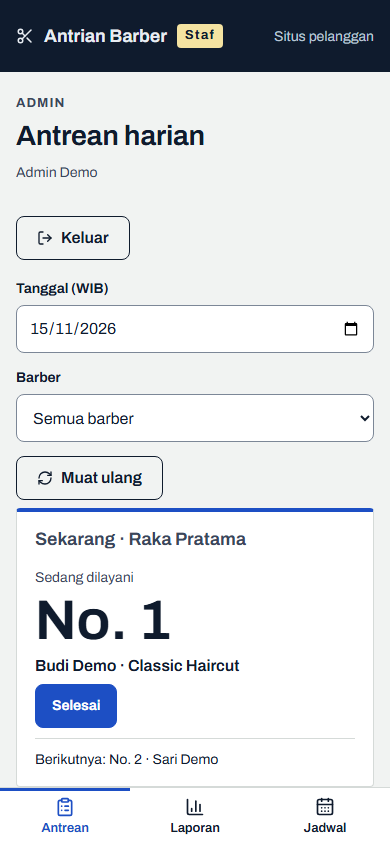 Antrian Barber
Staf
Situs pelanggan
ADMIN
Antrean harian
Admin Demo
Keluar
Tanggal (WIB)
15/11/2026
Barber
Semua barber
Muat ulang
Sekarang · Raka Pratama
Sedang dilayani
No. 1
Budi Demo · Classic Haircut
Selesai
Berikutnya: No. 2 · Sari Demo
Antrean
Laporan
Jadwal